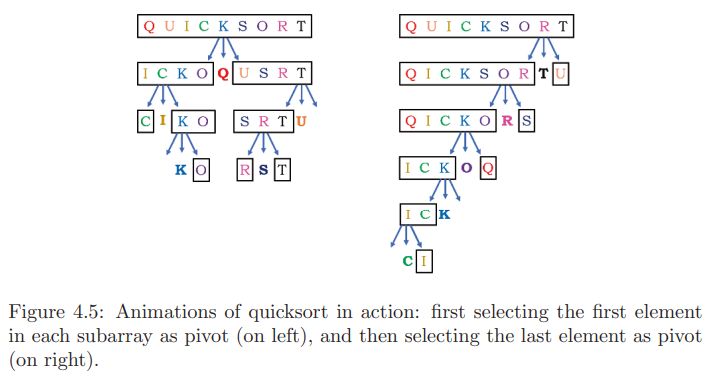 Q U I C K S O R T
I C K O Q U S R T
C I K O S R T U
K O R S T
Q U I C K S O R T
Q I C K S O R T U
Q I C K O R S
I C K O Q
I C K
C I
Figure 4.5: Animations of quicksort in action: first selecting the first element
in each subarray as pivot (on left), and then selecting the last element as pivot
(on right).